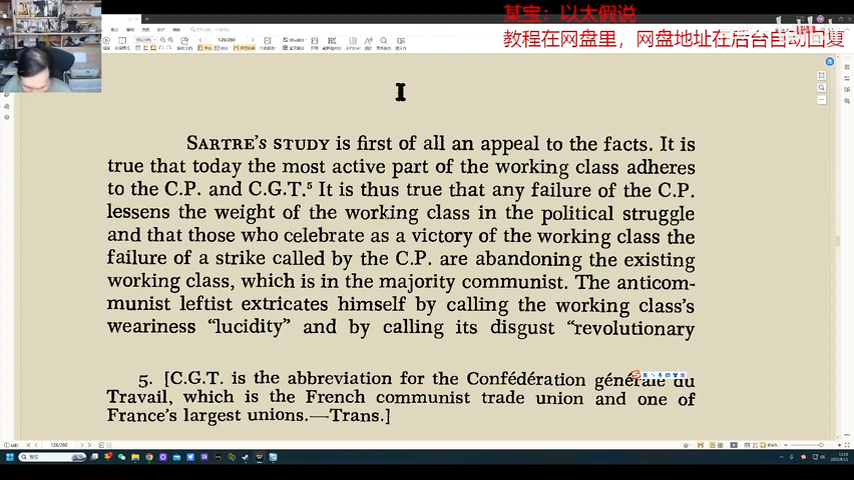 某宝：以太假说
教程在网盘里，网盘地址在后台自动回复
126/260
I
SARTRE'S STUDY is first of all an appeal to the facts. It is
true that today the most active part of the working class adheres
to the C.P. and C.G.T.⁵ It is thus true that any failure of the C.P.
lessens the weight of the working class in the political struggle
and that those who celebrate as a victory of the working class the
failure of a strike called by the C.P. are abandoning the existing
working class, which is in the majority communist. The anticom-
munist leftist extricates himself by calling the working class's
weariness "lucidity" and by calling its disgust "revolutionary
5. [C.G.T. is the abbreviation for the Confédération générale du
Travail, which is the French communist trade union and one of
France's largest unions.—Trans.]
126/260